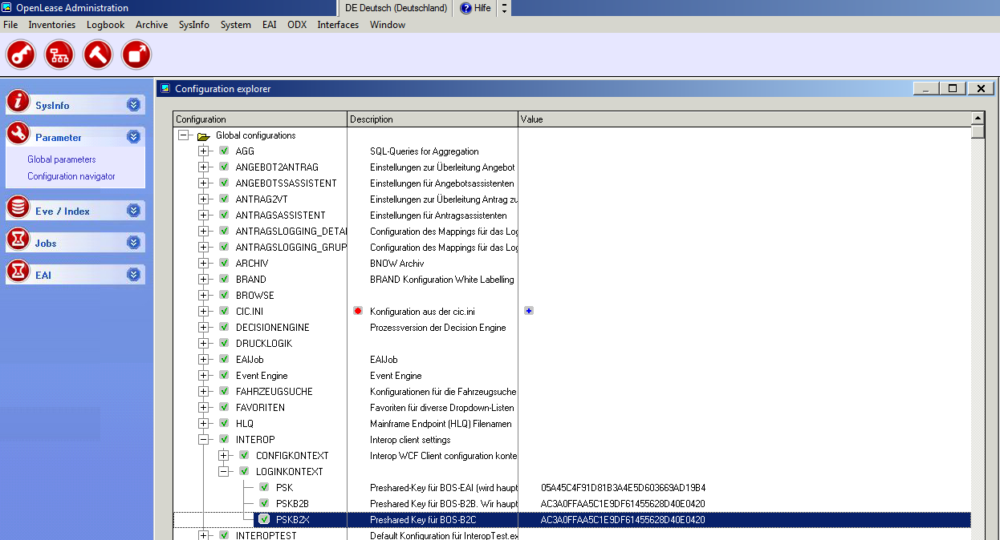 OpenLease Administration
DE Deutsch (Deutschland) Hilfe
File Inventories Logbook Archive SysInfo System EAI ODX Interfaces Window
Configuration explorer
SysInfo
Parameter
Global parameters
Configuration navigator
Eve / Index
Jobs
EAI
Configuration Description Value
Global configurations
AGG SQL-Queries for Aggregation
ANGEBOT2ANTRAG Einstellungen zur Überleitung Angebot
ANGEBOTSSASSISTENT Einstellungen für Angebotsassistenten
ANTRAG2VT Einstellungen zur Überleitung Antrag zu
ANTRAGSASSISTENT Einstellungen für Antragsassistenten
ANTRAGSLOGGING_DETAI Configuration des Mappings für das Log
ANTRAGSLOGGING_GRUP Configuration des Mappings für das Log
ARCHIV BNOW Archiv
BRAND BRAND Konfiguration White Labelling
BROWSE
CIC.INI Konfiguration aus der cic.ini
DECISIONENGINE Prozessversion der Decision Engine
DRUCKLOGIK
EAIJob EAIJob
Event Engine Event Engine
FAHRZEUGSUCHE Konfigurationen für die Fahrzeugsuche
FAVORITEN Favoriten für diverse Dropdown-Listen
HLQ Mainframe Endpoint (HLQ) Filenamen
INTEROP Interop client settings
CONFIGKONTEXT Interop WCF Client configuration konte
LOGINKONTEXT
PSK Preshared-Key für BOS-EAI (wird haupt 05A45C4F91D81B3A4E5D603669AD19B4
PSKB2B Preshared Key für BOS-B2B. Wir haupt AC3A0FFAA5C1E9DF61455628D40E0420
PSKB2X Preshared Key für BOS-B2C AC3A0FFAA5C1E9DF61455628D40E0420
INTEROPTEST Default Konfiguration für InteropTest.ex